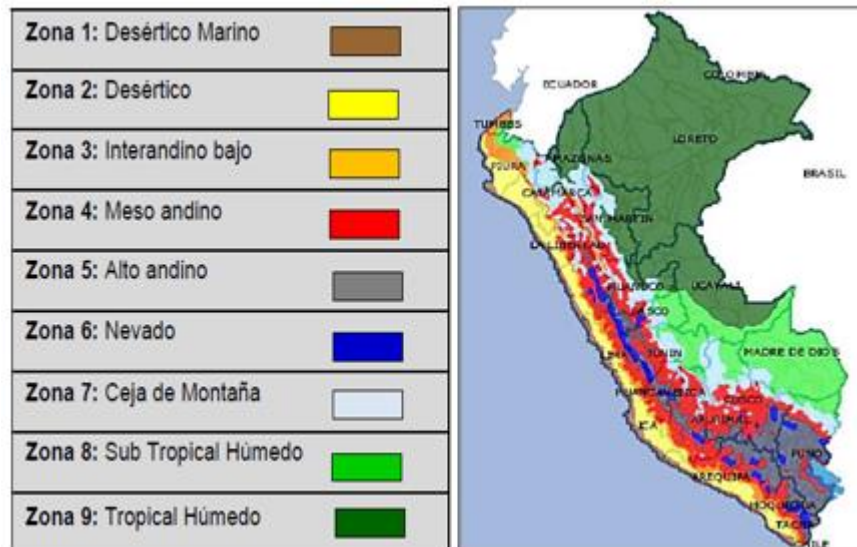 Zona 1: Desértico Marino
Zona 2: Desértico
Zona 3: Interandino bajo
Zona 4: Meso andino
Zona 5: Alto andino
Zona 6: Nevado
Zona 7: Ceja de Montaña
Zona 8: Sub Tropical Húmedo
Zona 9: Tropical Húmedo
COLOMBIA
ECUADOR
TUMBES
LORETO
PIURA
AMAZONAS
BRASIL
CAJAMARCA
SAN MARTIN
LA LIBERTAD
HUANUCO
UCAYALI
PASCO
MADRE DE DIOS
LIMA
JUNIN
HUANCAVELICA
CUSCO
ICA
APURIMAC
PUNO
AREQUIPA
MOQUEGUA
TACNA
CHILE